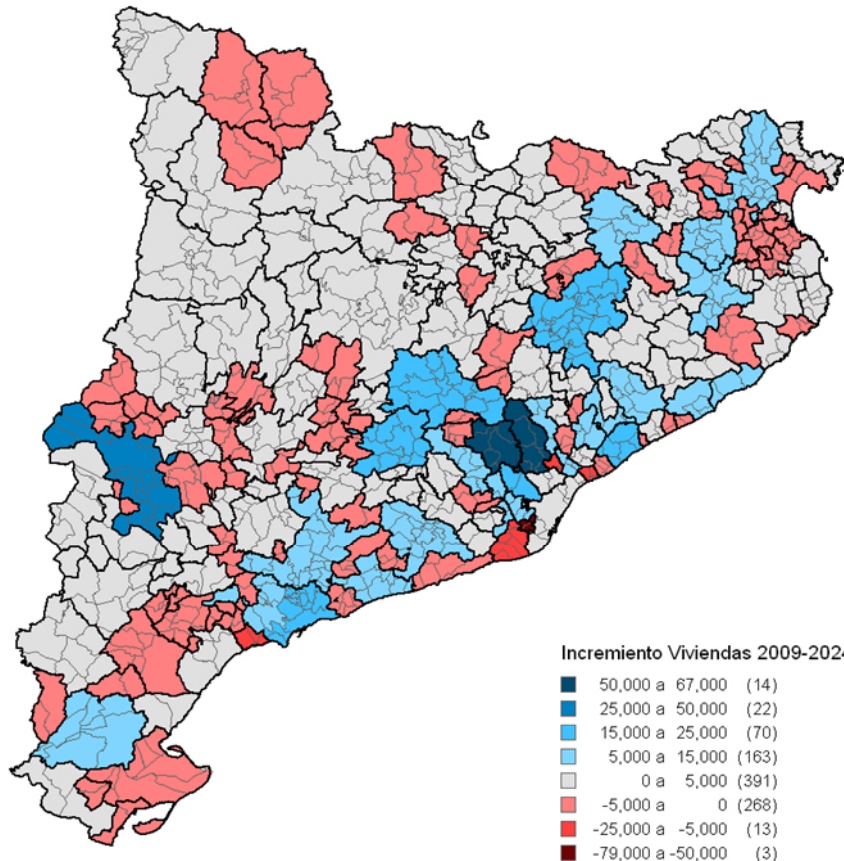 Incremiento Viviendas 2009-2024
50,000 a 67,000 (14)
25,000 a 50,000 (22)
15,000 a 25,000 (70)
5,000 a 15,000 (163)
0 a 5,000 (391)
-5,000 a 0 (268)
-25,000 a -5,000 (13)
-79,000 a -50,000 (3)